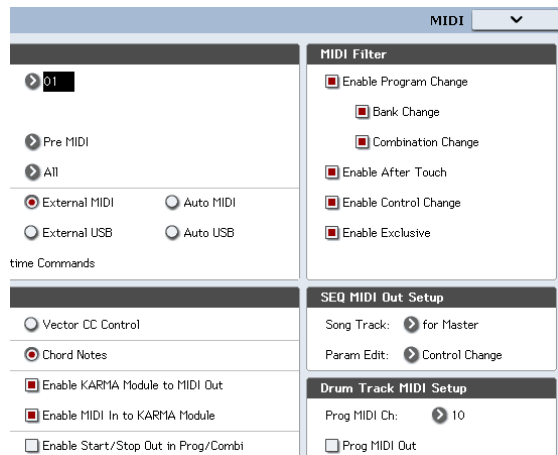 MIDI
01
Pre MIDI
All
External MIDI Auto MIDI
External USB Auto USB
time Commands
MIDI Filter
Enable Program Change
Bank Change
Combination Change
Enable After Touch
Enable Control Change
Enable Exclusive
Vector CC Control
Chord Notes
Enable KARMA Module to MIDI Out
Enable MIDI In to KARMA Module
Enable Start/Stop Out in Prog/Combi
SEQ MIDI Out Setup
Song Track: for Master
Param Edit: Control Change
Drum Track MIDI Setup
Prog MIDI Ch: 10
Prog MIDI Out